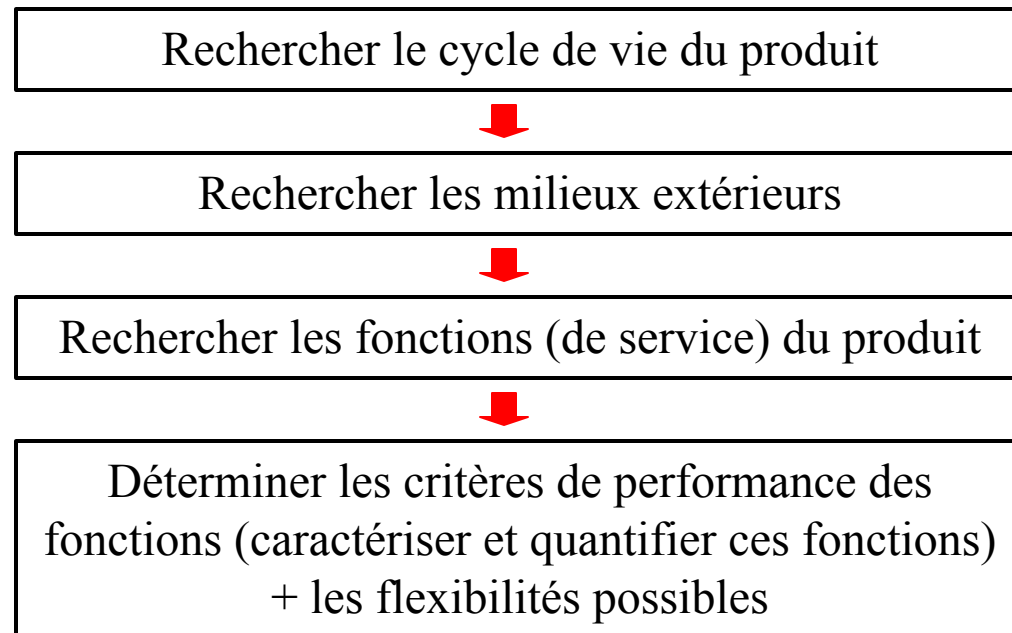 Rechercher le cycle de vie du produit
Rechercher les milieux extérieurs
Rechercher les fonctions (de service) du produit
Déterminer les critères de performance des
fonctions (caractériser et quantifier ces fonctions)
+ les flexibilités possibles